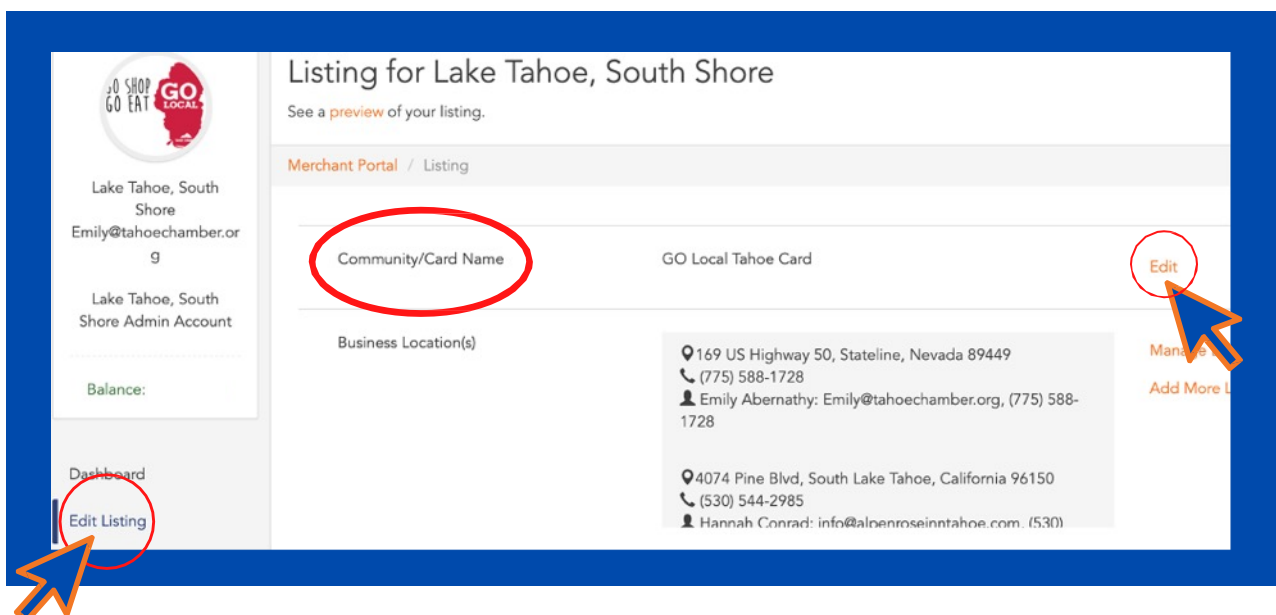 GO SHOP
GO EAT
GO
LOCAL
Lake Tahoe, South
Shore
Emily@tahoechamber.or
g
Lake Tahoe, South
Shore Admin Account
Balance:
Dashboard
Edit Listing
Listing for Lake Tahoe, South Shore
See a preview of your listing.
Merchant Portal / Listing
Community/Card Name
GO Local Tahoe Card
Edit
Business Location(s)
169 US Highway 50, Stateline, Nevada 89449
(775) 588-1728
Emily Abernathy: Emily@tahoechamber.org, (775) 588-
1728
4074 Pine Blvd, South Lake Tahoe, California 96150
(530) 544-2985
Hannah Conrad: info@alpenroseinntahoe.com, (530)
Add More